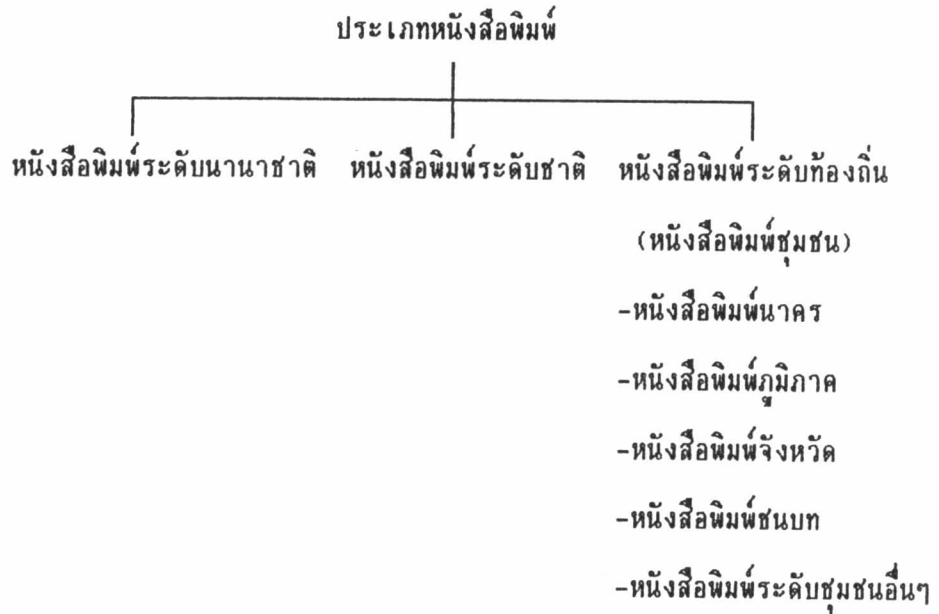 ประเภทหนังสือพิมพ์
หนังสือพิมพ์ระดับนานาชาติ หนังสือพิมพ์ระดับชาติ หนังสือพิมพ์ระดับท้องถิ่น
(หนังสือพิมพ์ชุมชน)
-หนังสือพิมพ์นาคร
-หนังสือพิมพ์ภูมิภาค
-หนังสือพิมพ์จังหวัด
-หนังสือพิมพ์ชนบท
-หนังสือพิมพ์ระดับชุมชนอื่นๆ